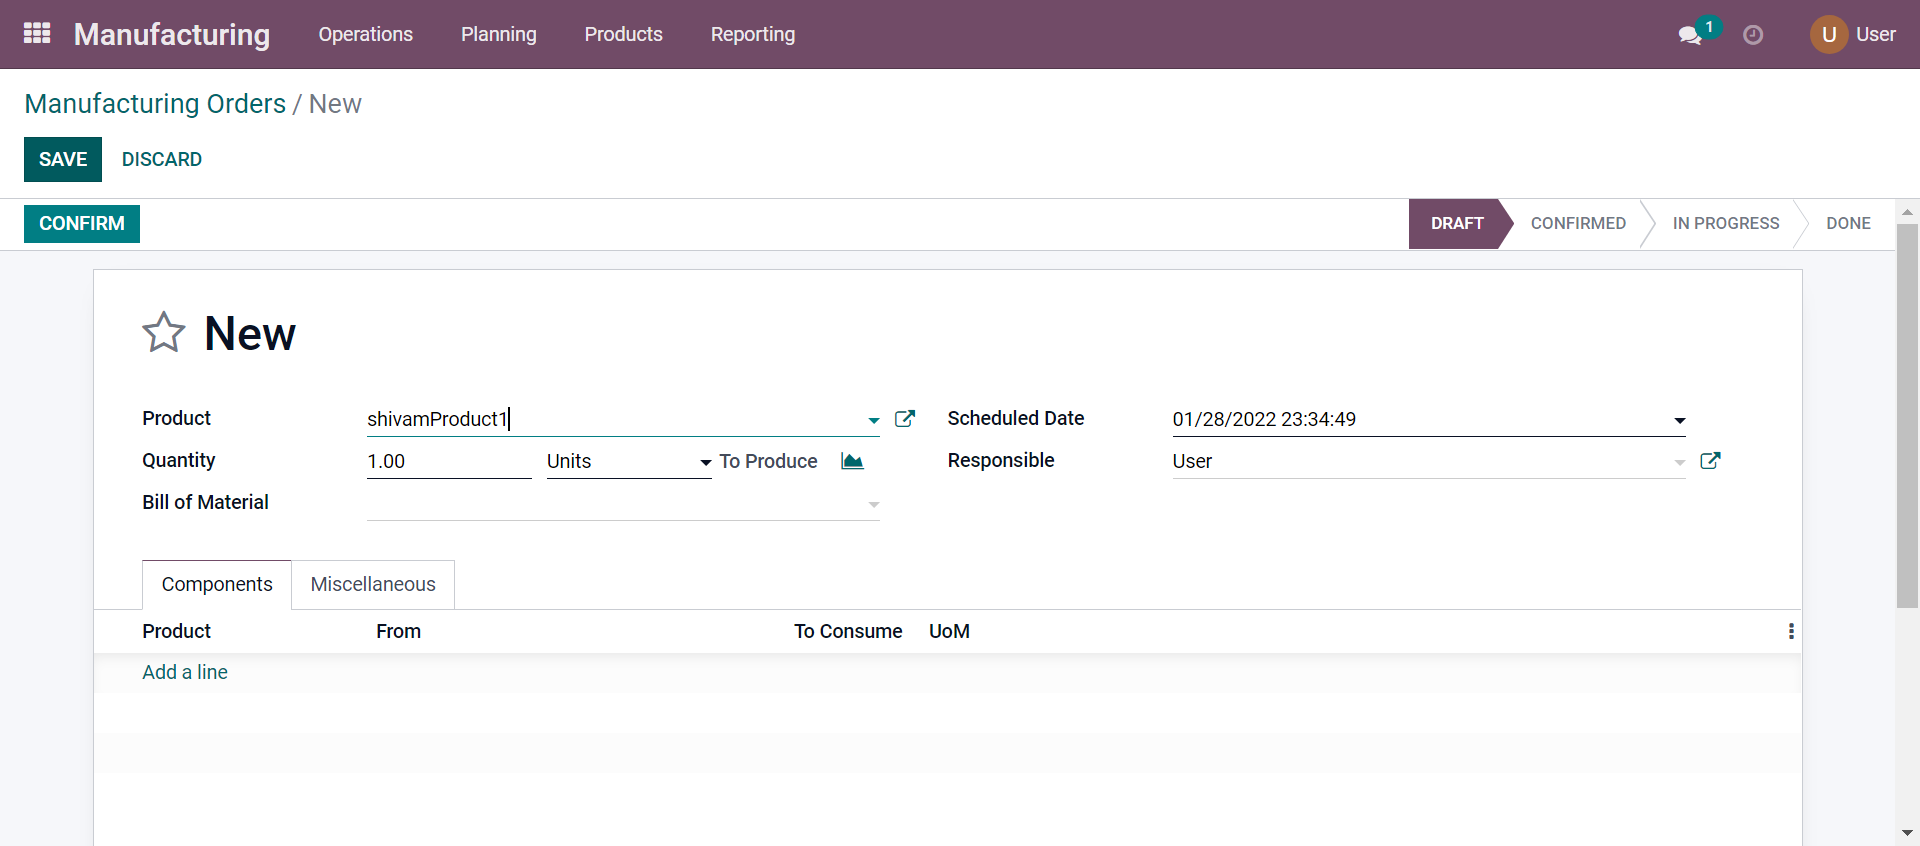 Manufacturing Operations Planning Products Reporting 1 U User
Manufacturing Orders / New
SAVE DISCARD
CONFIRM DRAFT CONFIRMED IN PROGRESS DONE
New
Product shivamProduct1 Scheduled Date 01/28/2022 23:34:49
Quantity 1.00 Units To Produce Responsible User
Bill of Material
Components Miscellaneous
Product From To Consume UoM
Add a line